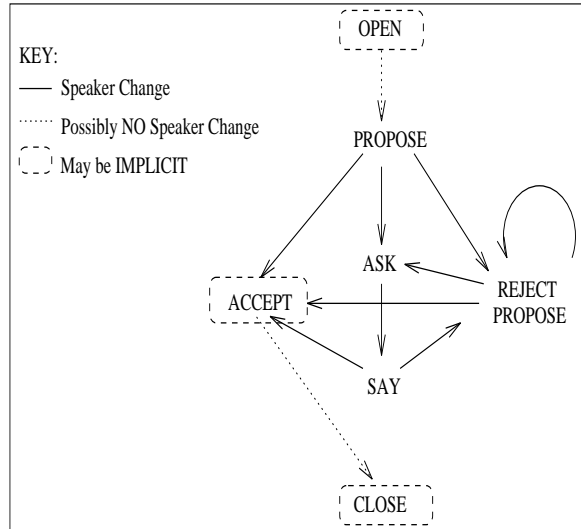 OPEN
KEY:
Speaker Change
Possibly NO Speaker Change
May be IMPLICIT
PROPOSE
ASK
REJECT
PROPOSE
ACCEPT
SAY
CLOSE